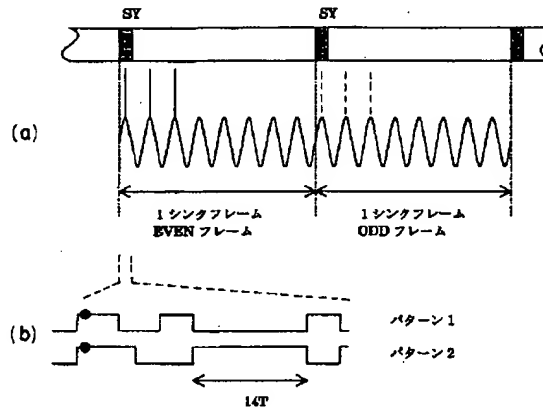 SY SY
(a)
1 シンクフレーム 1 シンクフレーム
EVEN フレーム ODD フレーム
(b)
パターン 1
パターン 2
14T